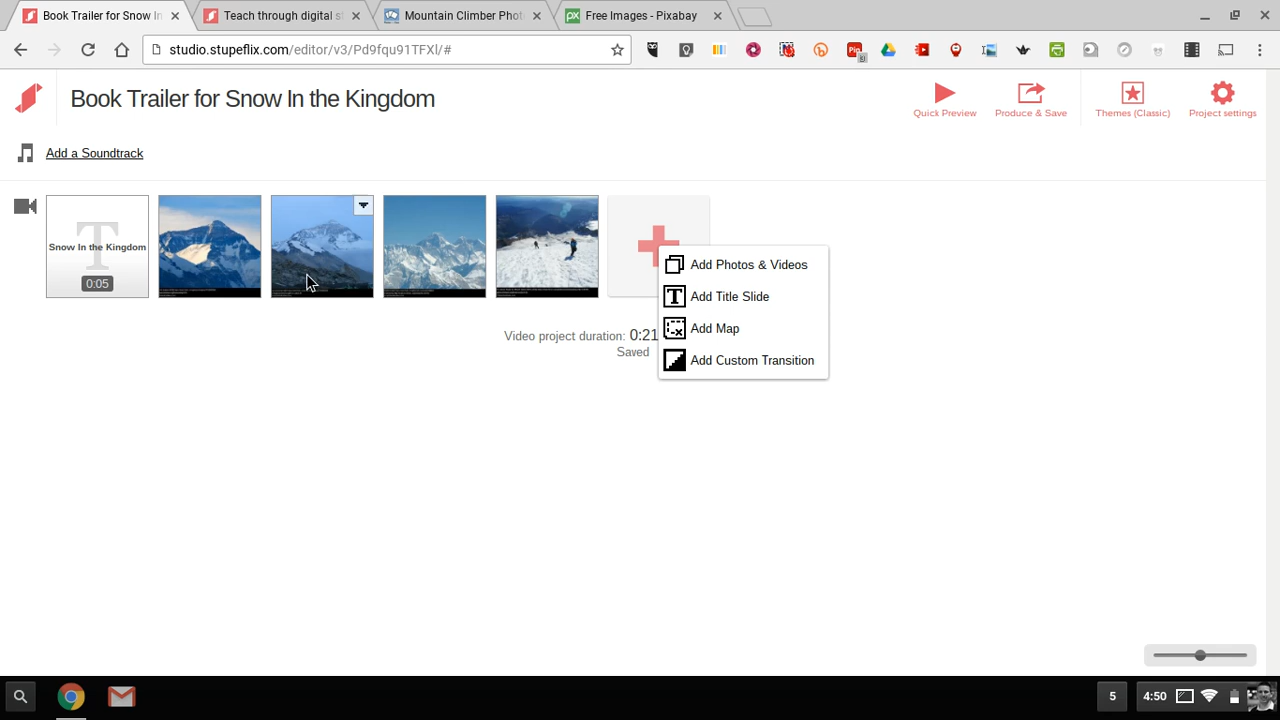 Book Trailer for Snow In
Teach through digital s
Mountain Climber Phot
Free Images - Pixabay
studio.stupeflix.com/editor/v3/Pd9fqu91TFXl/#
Book Trailer for Snow In the Kingdom
Quick Preview
Produce & Save
Themes (Classic)
Project settings
Add a Soundtrack
T
Snow In the Kingdom
0:05
Add Photos & Videos
Add Title Slide
Add Map
Add Custom Transition
Video project duration: 0:21
Saved
5
4:50